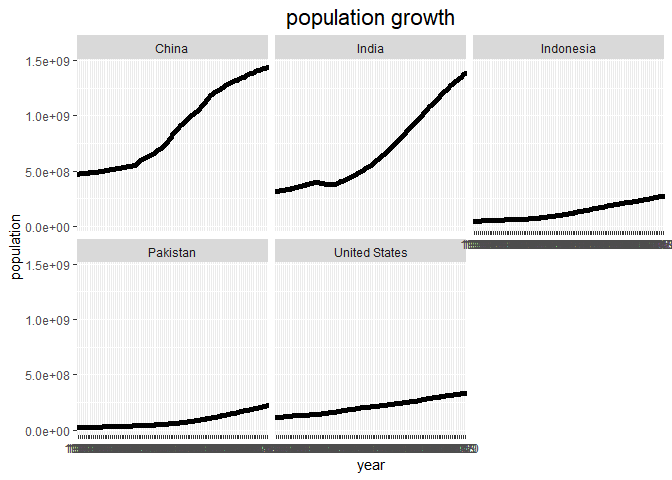 population growth
China India Indonesia
1.5e+09
1.0e+09
5.0e+08
0.0e+00
population
Pakistan United States
1.5e+09
1.0e+09
5.0e+08
0.0e+00
year